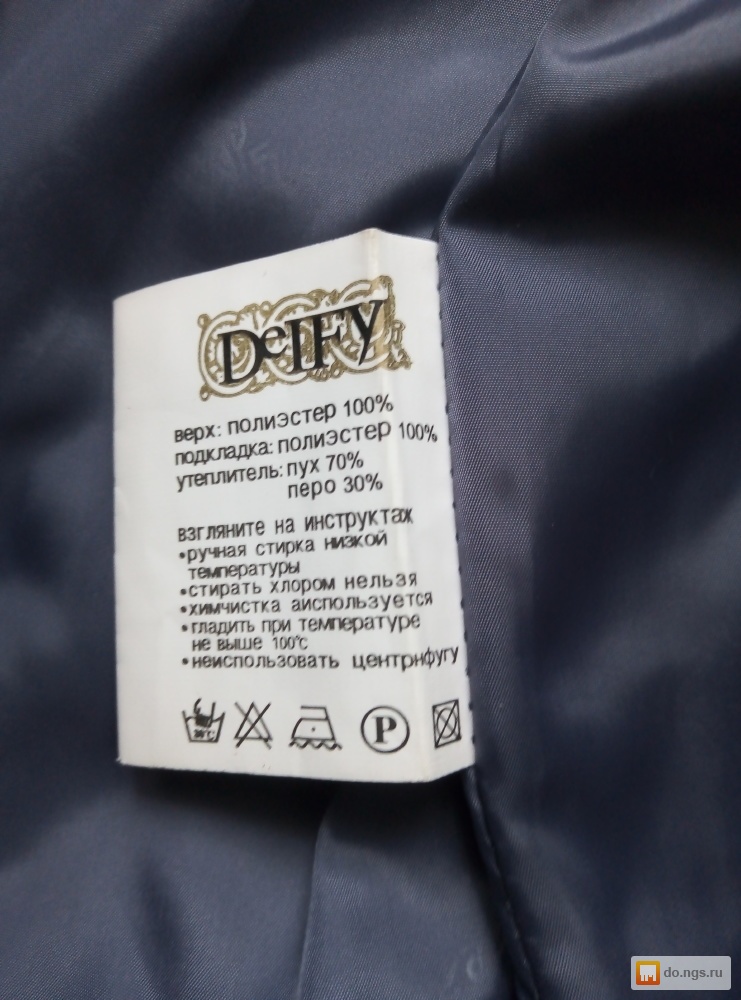 DeIFY
верх: полиэстер 100%
подкладка: полиэстер 100%
утеплитель: пух 70%
перо 30%
взгляните на инструктаж
•ручная стирка низкой
температуры
•стирать хлором нельзя
•химчистка аиспользуется
•гладить при температуре
не выше 100°c
•неиспользовать центрнфугу
30°C
P
do.ngs.ru